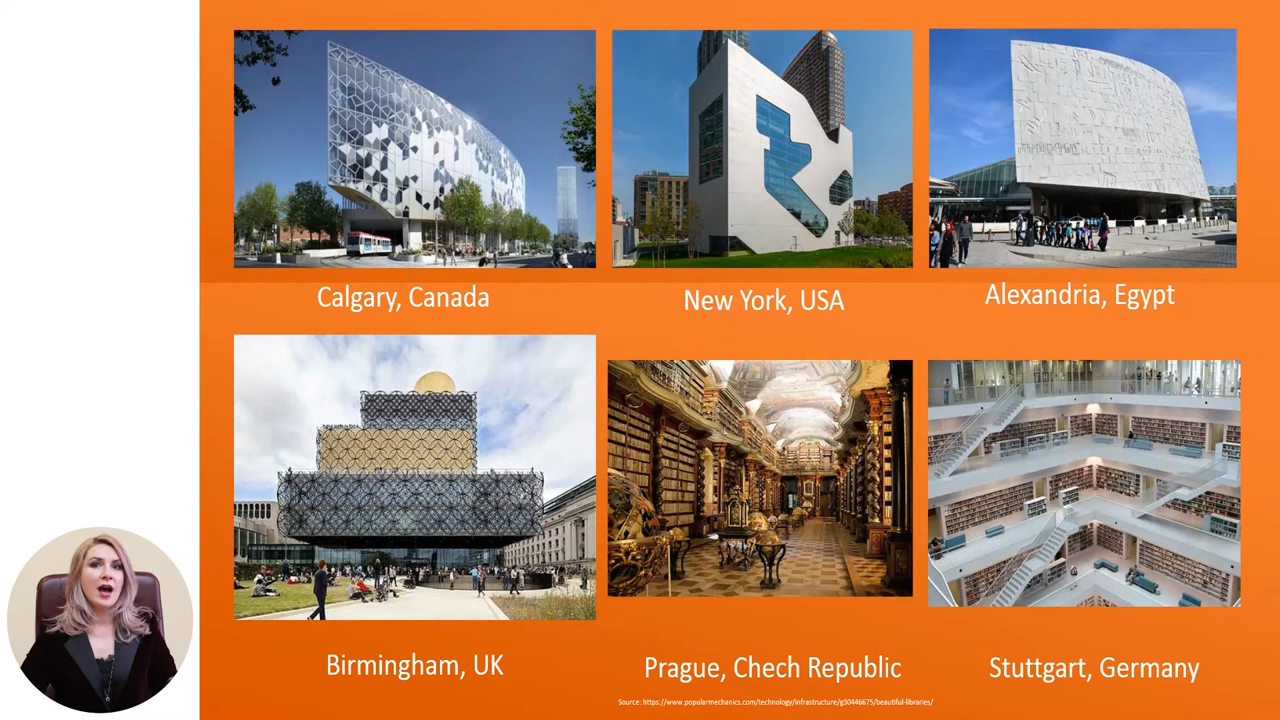 Calgary, Canada
New York, USA
Alexandria, Egypt
Birmingham, UK
Prague, Chech Republic
Stuttgart, Germany
Source: https://www.popularmechanics.com/technology/infrastructure/g30446675/beautiful-libraries/